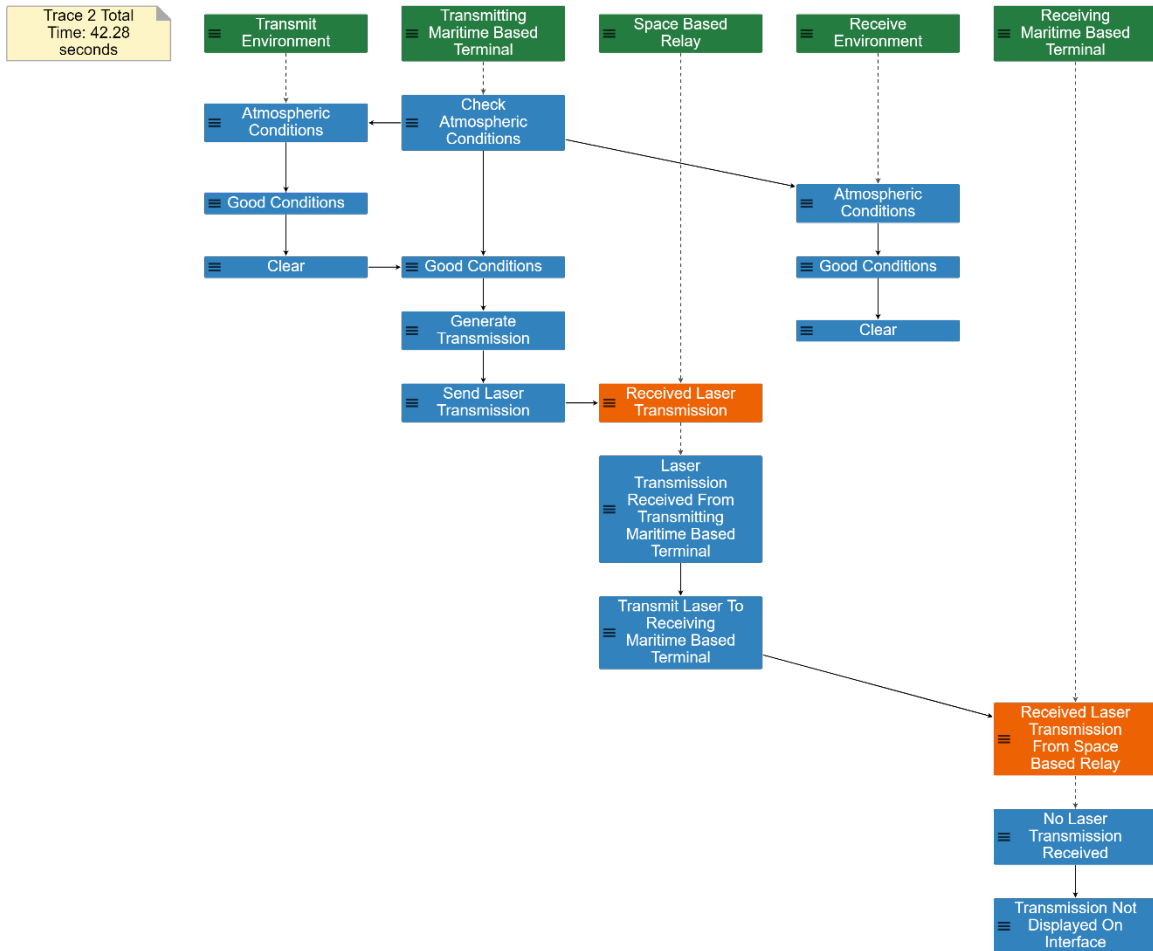 Trace 2 Total
Time: 42.28
seconds
Transmit
Environment
Transmitting
Maritime Based
Terminal
Space Based
Relay
Receive
Environment
Receiving
Maritime Based
Terminal
Atmospheric
Conditions
Check
Atmospheric
Conditions
Atmospheric
Conditions
Good Conditions
Clear
Good Conditions
Good Conditions
Generate
Transmission
Clear
Send Laser
Transmission
Received Laser
Transmission
Laser
Transmission
Received From
Transmitting
Maritime Based
Terminal
Transmit Laser To
Receiving
Maritime Based
Terminal
Received Laser
Transmission
From Space
Based Relay
No Laser
Transmission
Received
Transmission Not
Displayed On
Interface